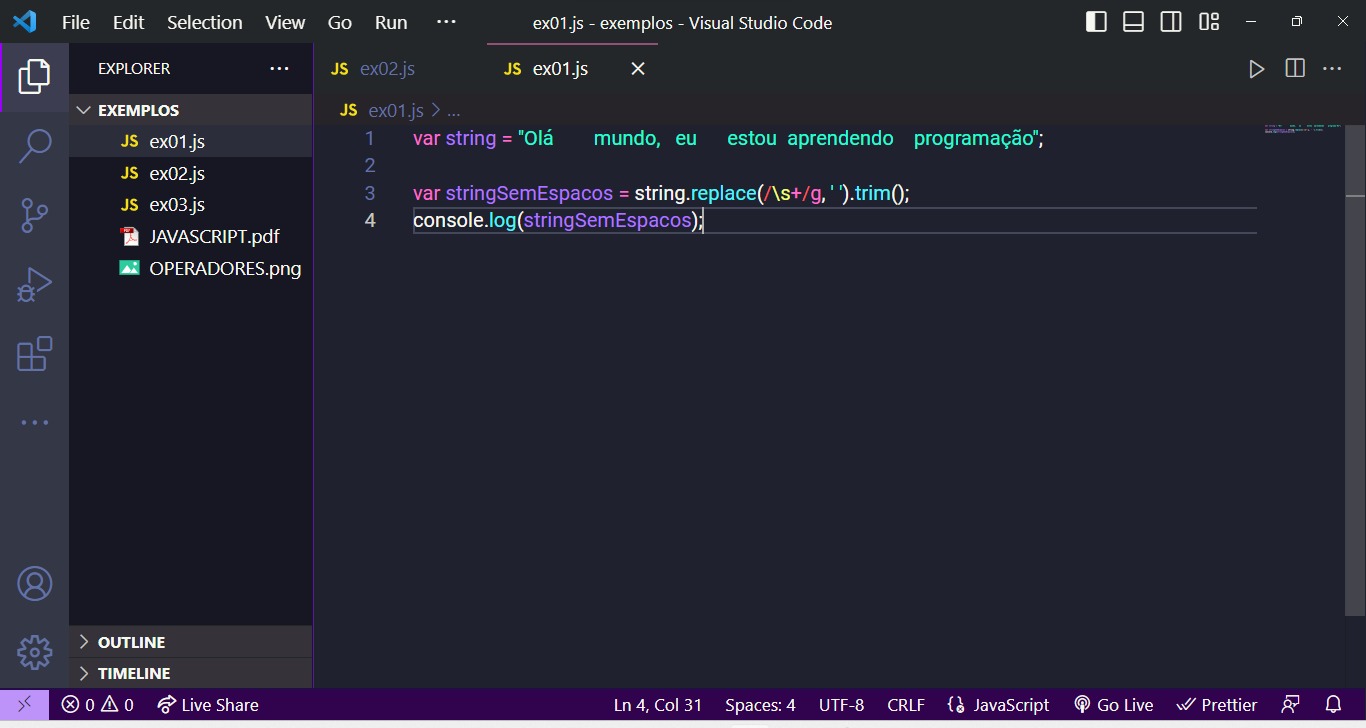 File Edit Selection View Go Run ··· ex01.js - exemplos - Visual Studio Code
EXPLORER ···
JS ex02.js JS ex01.js
JS ex01.js > ...
EXEMPLOS
JS ex01.js
JS ex02.js
JS ex03.js
JAVASCRIPT.pdf
OPERADORES.png
1 var string = "Olá      mundo,  eu    estou  aprendendo   programação";
2
3 var stringSemEspacos = string.replace(/\s+/g,' ').trim();
4 console.log(stringSemEspacos);
OUTLINE
TIMELINE
0 0 Live Share Ln 4, Col 31 Spaces: 4 UTF-8 CRLF JavaScript Go Live Prettier